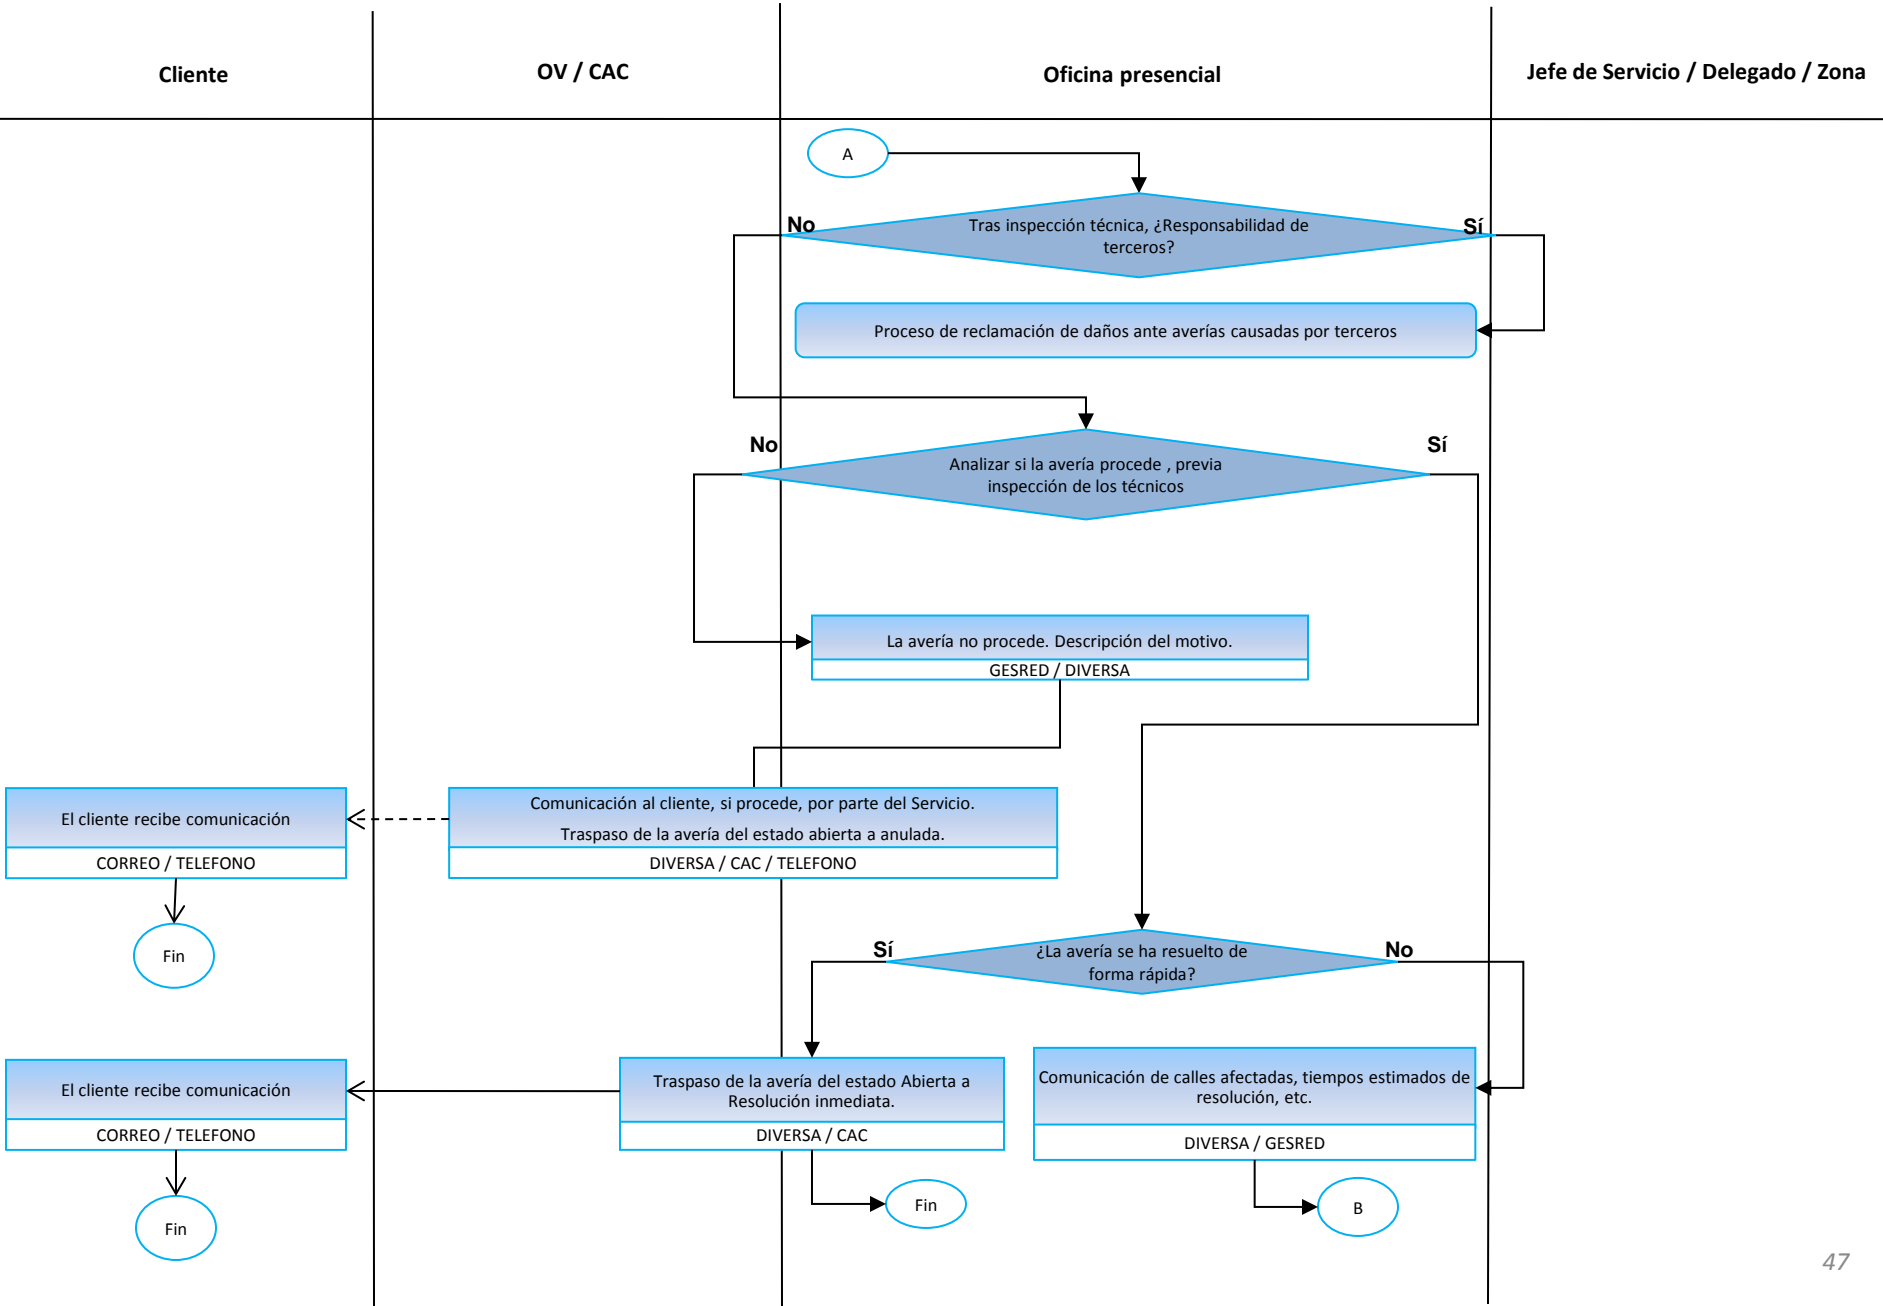 Cliente
OV / CAC
Oficina presencial
Jefe de Servicio / Delegado / Zona
A
No
Tras inspección técnica, ¿Responsabilidad de
terceros?
Sí
Proceso de reclamación de daños ante averías causadas por terceros
No
Sí
Analizar si la avería procede , previa
inspección de los técnicos
La avería no procede. Descripción del motivo.
GESRED / DIVERSA
El cliente recibe comunicación
CORREO / TELEFONO
Comunicación al cliente, si procede, por parte del Servicio.
Traspaso de la avería del estado abierta a anulada.
DIVERSA / CAC / TELEFONO
Fin
Sí
¿La avería se ha resuelto de
forma rápida?
No
El cliente recibe comunicación
CORREO / TELEFONO
Traspaso de la avería del estado Abierta a
Resolución inmediata.
DIVERSA / CAC
Comunicación de calles afectadas, tiempos estimados de
resolución, etc.
DIVERSA / GESRED
Fin
Fin
B
47